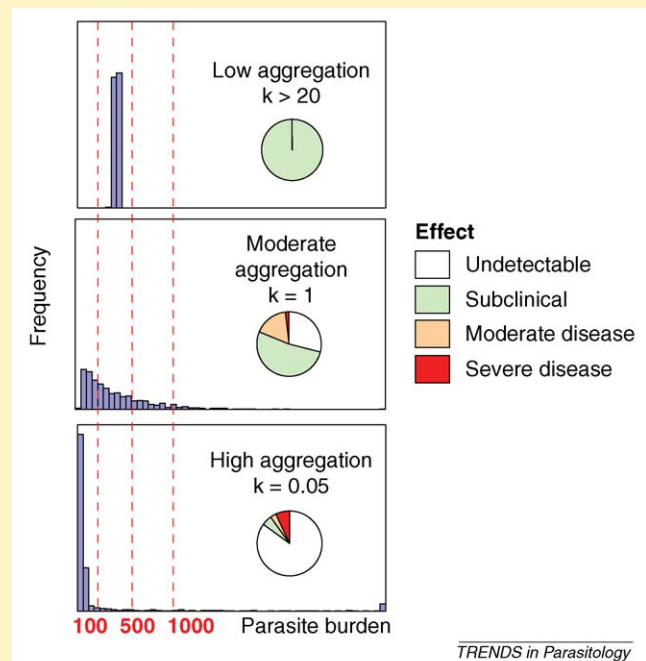 Low aggregation
k > 20
Moderate
aggregation
k = 1
High aggregation
k = 0.05
Frequency
100 500 1000 Parasite burden
Effect
Undetectable
Subclinical
Moderate disease
Severe disease
TRENDS in Parasitology